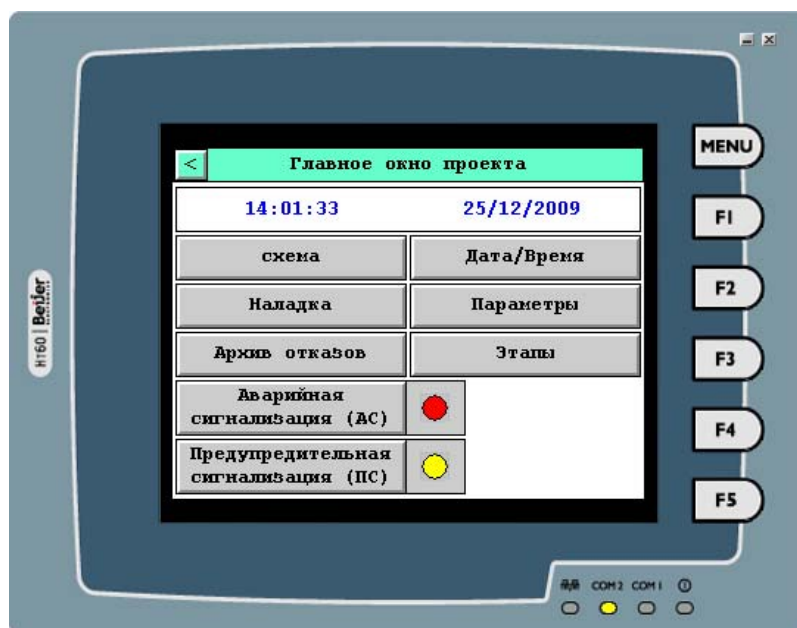 MENU
<
Главное окно проекта
14:01:33 25/12/2009
F1
схема
Дата/Время
F2
Наладка
Параметры
Архив отказов
Этапы
F3
Аварийная
сигнализация (АС)
F4
Предупредительная
сигнализация (ПС)
F5
H160 | Beijer
COM2 COM1